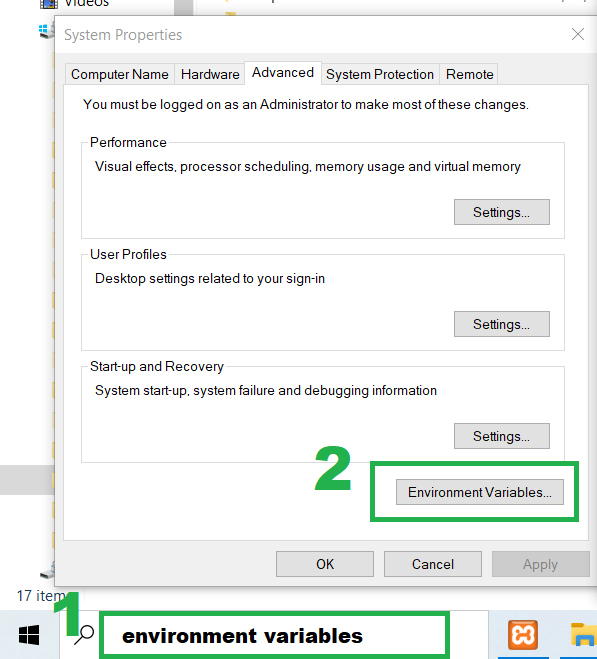 Videos
System Properties
Computer Name Hardware Advanced System Protection Remote
You must be logged on as an Administrator to make most of these changes.
Performance
Visual effects, processor scheduling, memory usage and virtual memory
Settings...
User Profiles
Desktop settings related to your sign-in
Settings...
Start-up and Recovery
System start-up, system failure and debugging information
Settings...
2
Environment Variables...
OK Cancel Apply
17 item
1
environment variables